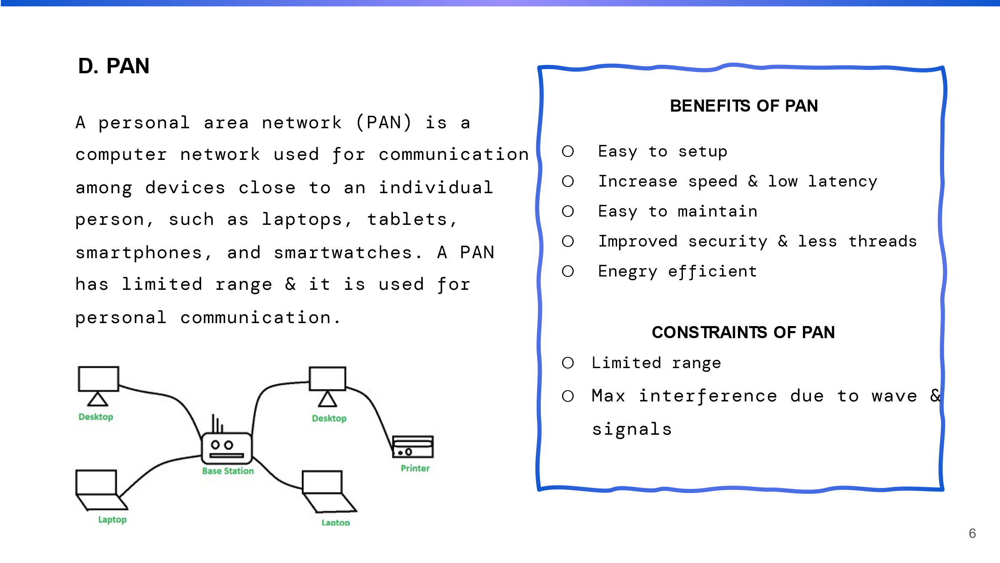 D. PAN
A personal area network (PAN) is a
computer network used for communication
among devices close to an individual
person, such as laptops, tablets,
smartphones, and smartwatches. A PAN
has limited range & it is used for
personal communication.
Desktop
Desktop
Base Station
Printer
Laptop
Laptop
BENEFITS OF PAN
Easy to setup
Increase speed & low latency
Easy to maintain
Improved security & less threads
Enegry efficient
CONSTRAINTS OF PAN
Limited range
Max interference due to wave &
signals
6